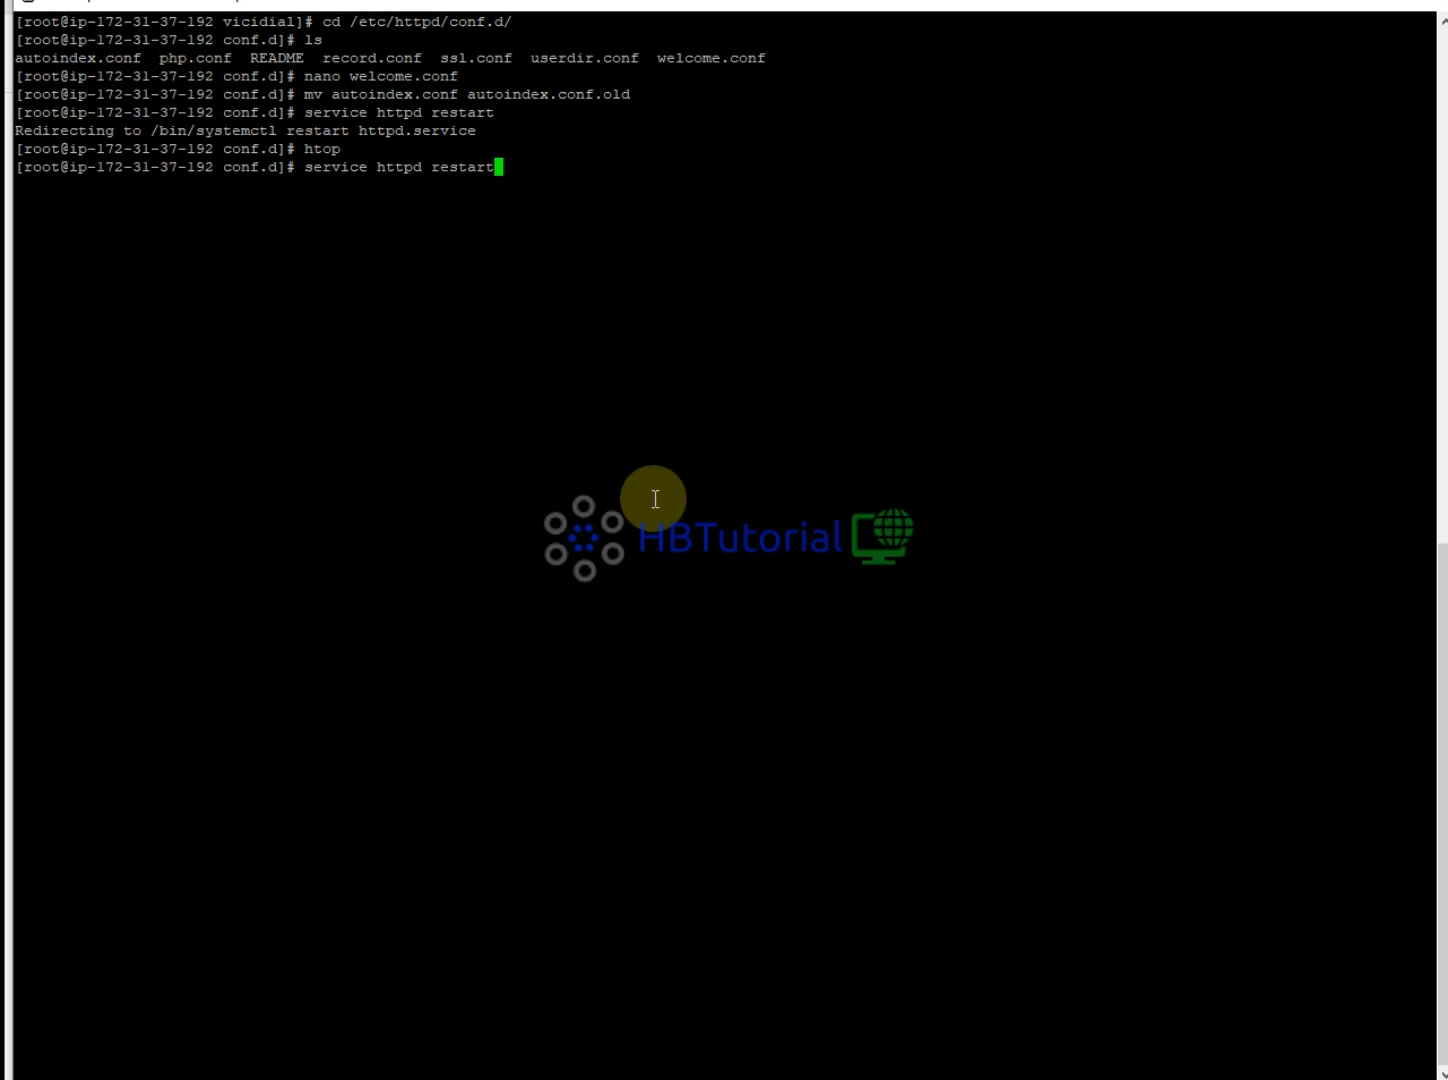 [root@ip-172-31-37-192 vicidial]# cd /etc/httpd/conf.d/
[root@ip-172-31-37-192 conf.d]# ls
autoindex.conf  php.conf  README  record.conf  ssl.conf  userdir.conf  welcome.conf
[root@ip-172-31-37-192 conf.d]# nano welcome.conf
[root@ip-172-31-37-192 conf.d]# mv autoindex.conf autoindex.conf.old
[root@ip-172-31-37-192 conf.d]# service httpd restart
Redirecting to /bin/systemctl restart httpd.service
[root@ip-172-31-37-192 conf.d]# htop
[root@ip-172-31-37-192 conf.d]# service httpd restart
HBTutorial